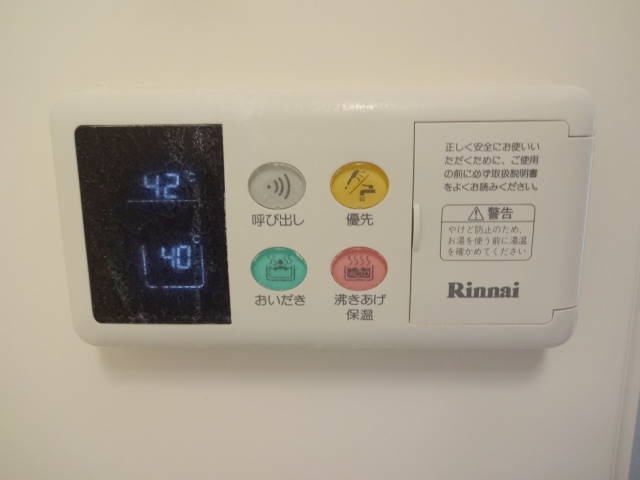 42℃
40℃
呼び出し
優先
おいだき
沸きあげ
保温
正しく安全にお使いい
ただくために、ご使用
の前に必ず取扱説明書
をよくお読みください。
警告
やけど防止のため、
お湯を使う前に湯温
を確かめてください
Rinnai